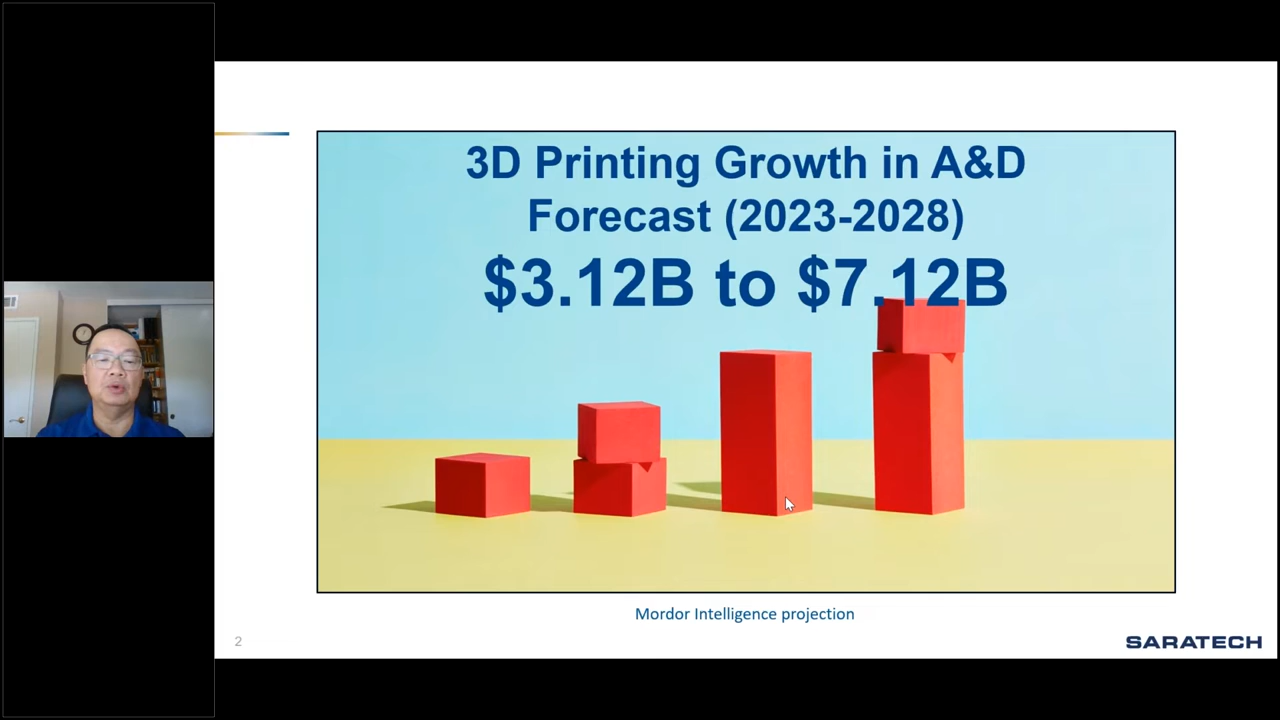 3D Printing Growth in A&D
Forecast (2023-2028)
$3.12B to $7.12B
Mordor Intelligence projection
2
SARATECH